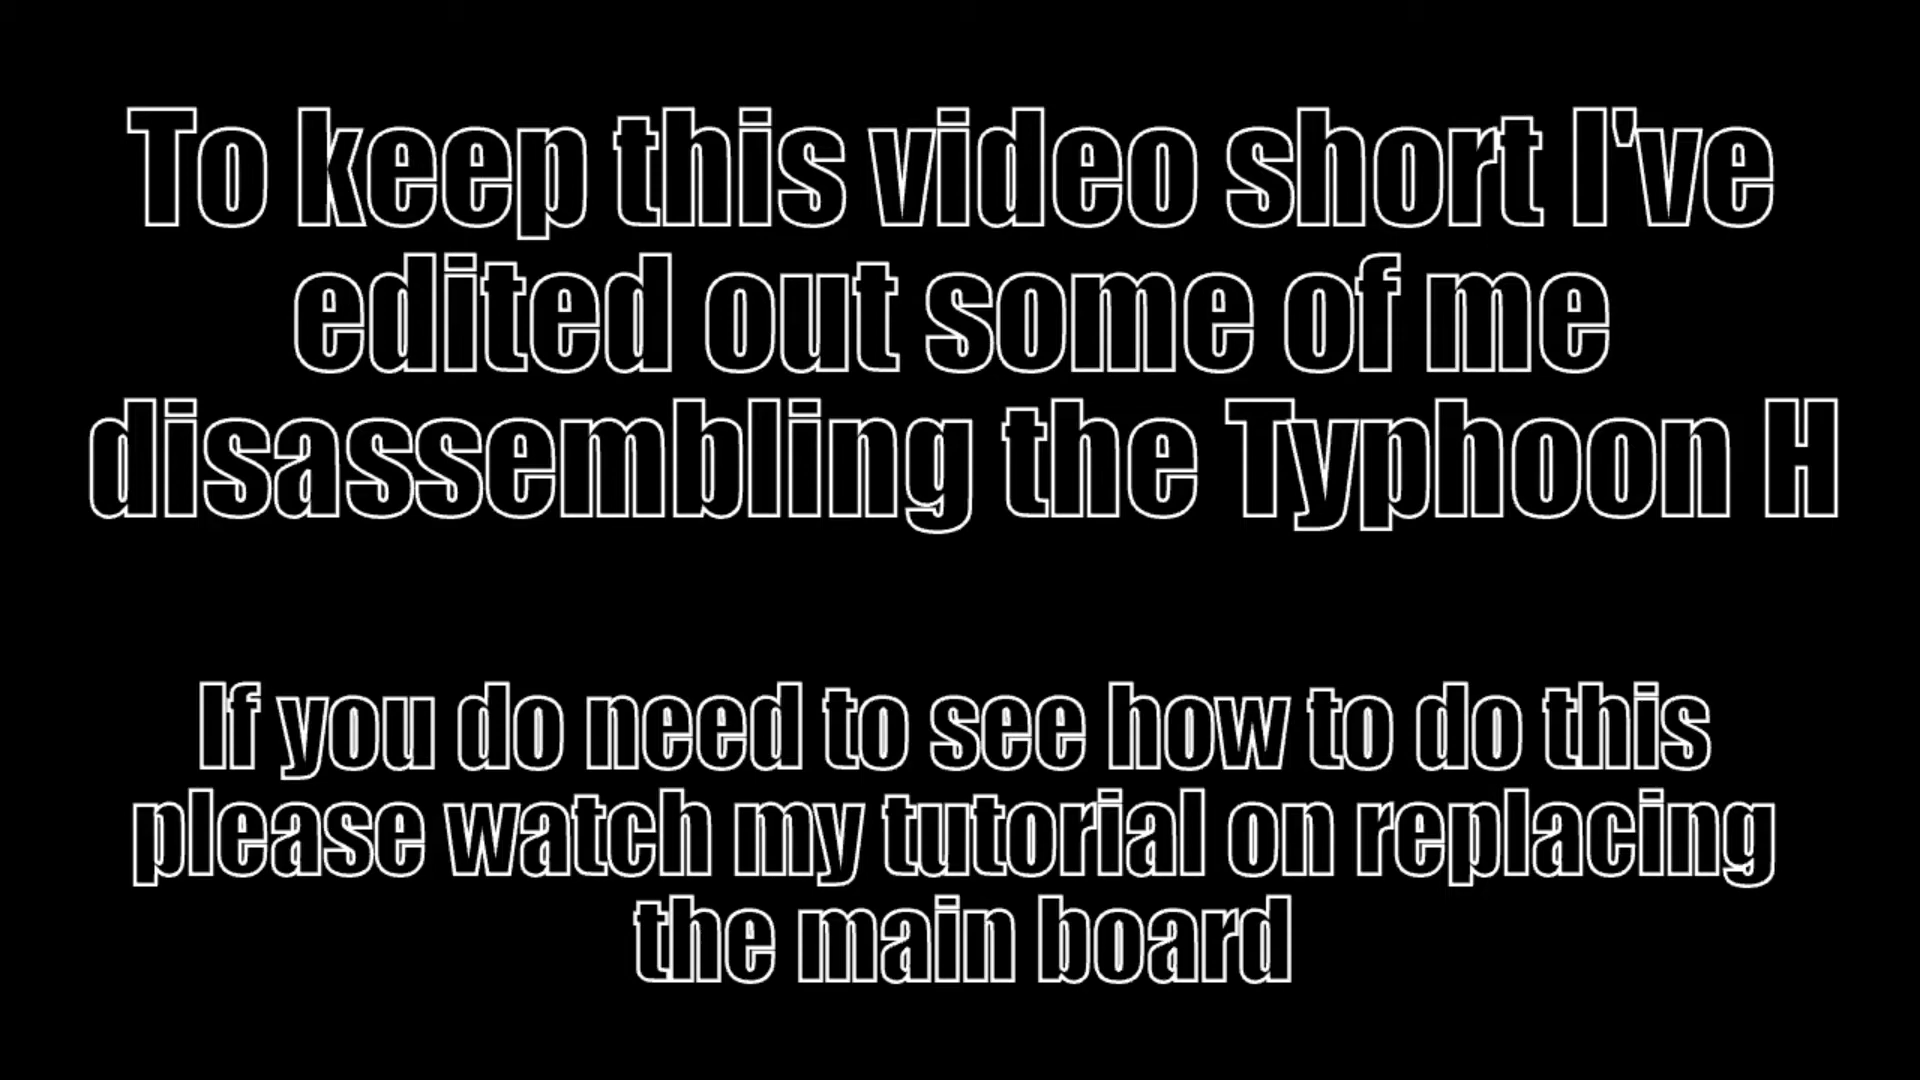 To keep this video short I've
edited out some of me
disassembling the Typhoon H
If you do need to see how to do this
please watch my tutorial on replacing
the main board